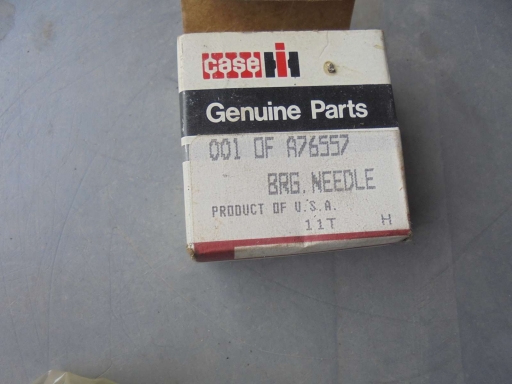 case IH
Genuine Parts
001 OF A76557
BRG, NEEDLE
PRODUCT OF U.S.A.
11T H